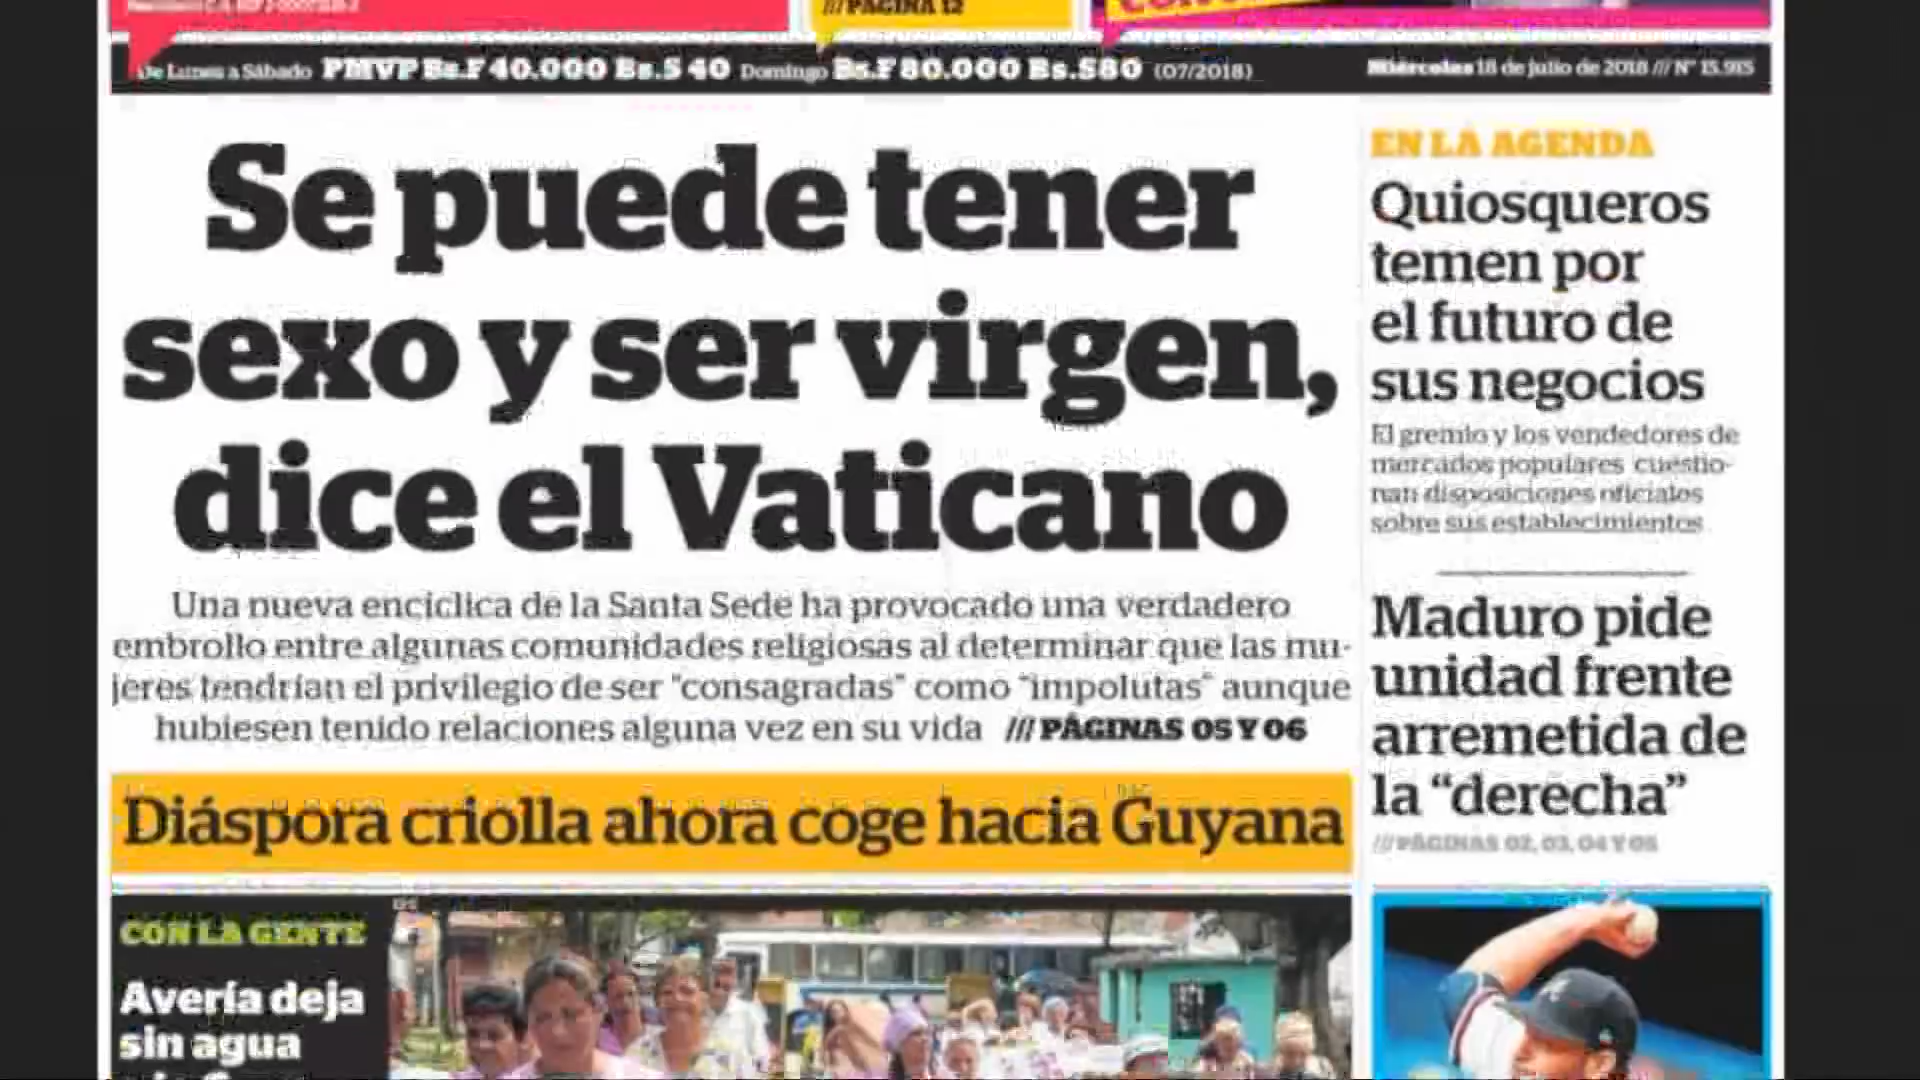 ///PÁGINA 12
De Lunes a Sábado PMVP Bs.F 40.000 Bs.S 40 Domingo Bs.F 80.000 Bs.S80 (07/2018)
Miércoles 18 de julio de 2018 /// N° 15.915
Se puede tener
sexo y ser virgen,
dice el Vaticano
Una nueva encíclica de la Santa Sede ha provocado una verdadero
embrollo entre algunas comunidades religiosas al determinar que las mu-
jeres tendrían el privilegio de ser "consagradas" como "impolutas" aunque
hubiesen tenido relaciones alguna vez en su vida /// PÁGINAS 05 Y 06
Diáspora criolla ahora coge hacia Guyana
CON LA GENTE
Avería deja
sin agua
EN LA AGENDA
Quiosqueros
temen por
el futuro de
sus negocios
El gremio y los vendedores de
mercados populares cuestio-
nan disposiciones oficiales
sobre sus establecimientos
Maduro pide
unidad frente
arremetida de
la “derecha”
///PÁGINAS 02, 03, 04 Y 05